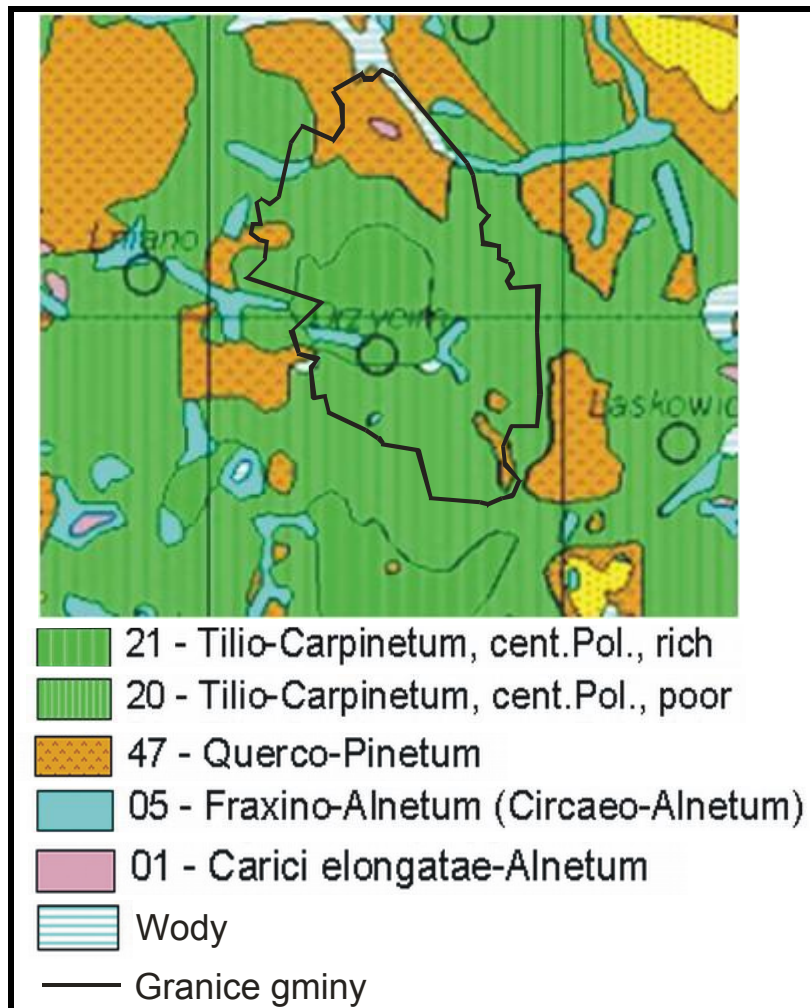 Lniano
21 - Tilio-Carpinetum, cent.Pol., rich
20 - Tilio-Carpinetum, cent.Pol., poor
47 - Querco-Pinetum
05 - Fraxino-Alnetum (Circaeo-Alnetum)
01 - Carici elongatae-Alnetum
Wody
Granice gminy